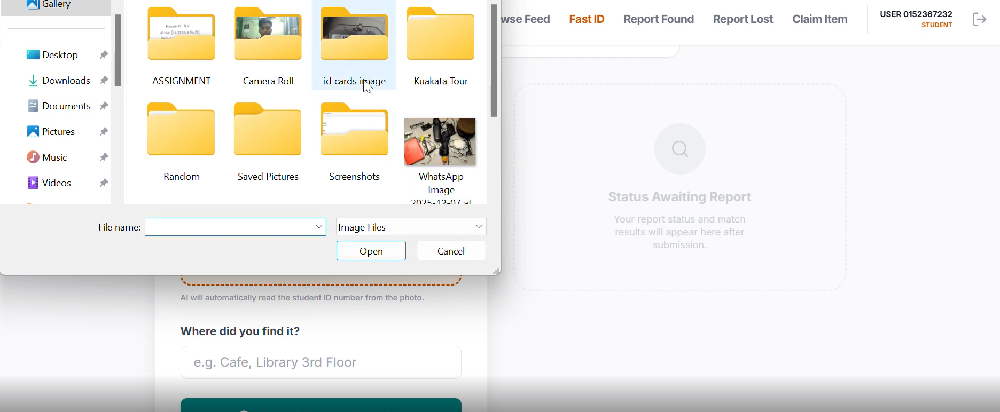 Gallery
Desktop
Downloads
Documents
Pictures
Music
Videos
ASSIGNMENT
Camera Roll
id cards image
Kuakata Tour
Random
Saved Pictures
Screenshots
WhatsApp
Image
2025-12-07 at
File name:
Image Files
Open
Cancel
wse Feed
Fast ID
Report Found
Report Lost
Claim Item
USER 0152367232
STUDENT
Status Awaiting Report
Your report status and match
results will appear here after
submission.
AI will automatically read the student ID number from the photo.
Where did you find it?
e.g. Cafe, Library 3rd Floor